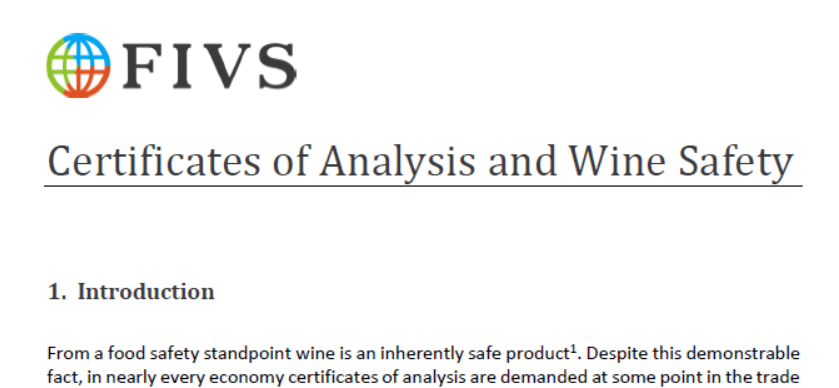 FIVS
Certificates of Analysis and Wine Safety
1. Introduction
From a food safety standpoint wine is an inherently safe product¹. Despite this demonstrable
fact, in nearly every economy certificates of analysis are demanded at some point in the trade